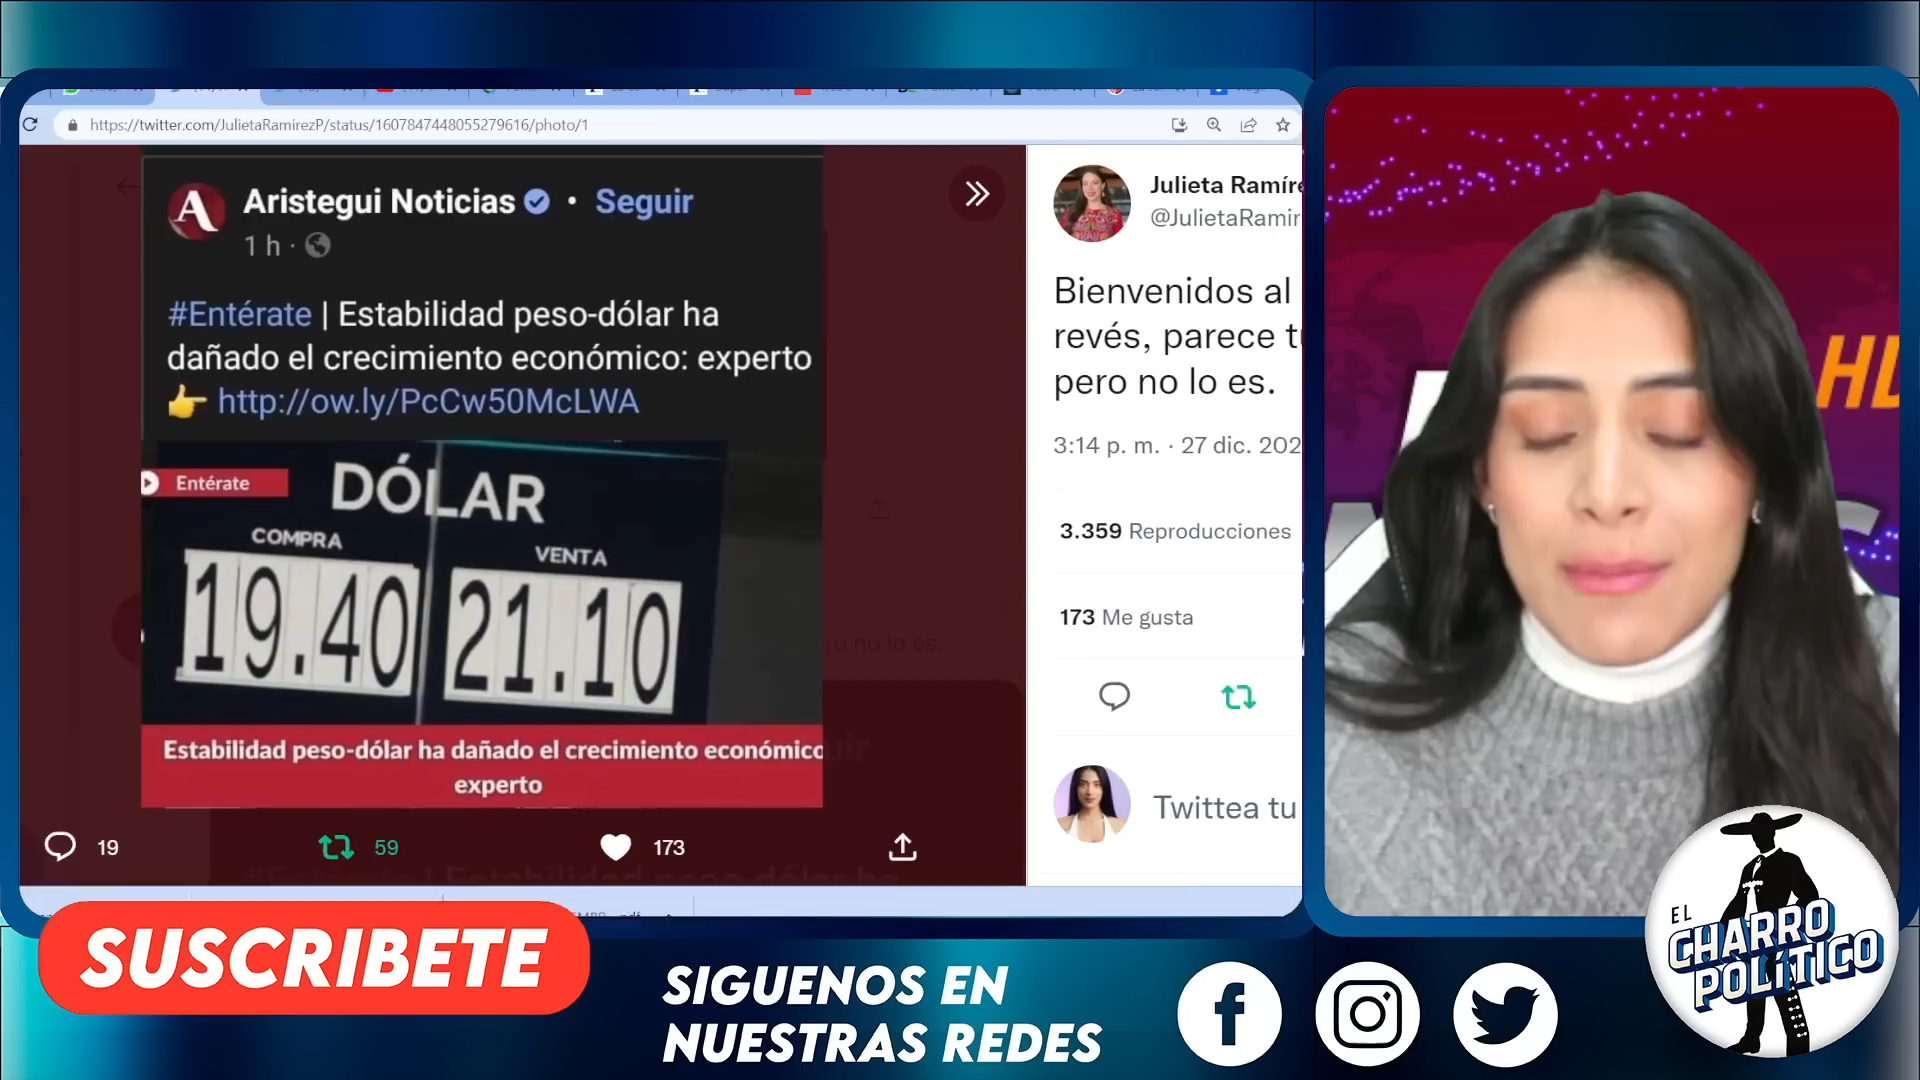 https://twitter.com/JulietaRamirezP/status/1607847448055279616/photo/1
Aristegui Noticias • Seguir
1 h ·
#Entérate | Estabilidad peso-dólar ha
dañado el crecimiento económico: experto
http://ow.ly/PcCw50McLWA
Entérate
DÓLAR
COMPRA
VENTA
19.40
21.10
Estabilidad peso-dólar ha dañado el crecimiento económico
experto
19
59
173
Julieta Ramíre
@JulietaRamir
Bienvenidos al
revés, parece tu
pero no lo es.
3:14 p. m. · 27 dic. 202
3.359 Reproducciones
173 Me gusta
Twittea tu
HD
SUSCRIBETE
SIGUENOS EN
NUESTRAS REDES
EL
CHARRO
POLÍTICO